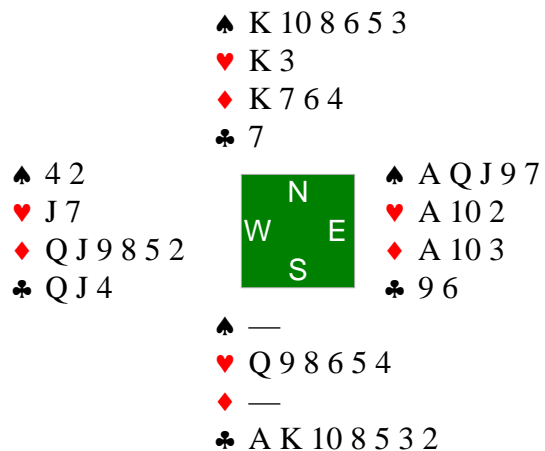 ♠ K 10 8 6 5 3
♥ K 3
♦ K 7 6 4
♣ 7
♠ 4 2
♥ J 7
♦ Q J 9 8 5 2
♣ Q J 4
N
W E
S
♠ A Q J 9 7
♥ A 10 2
♦ A 10 3
♣ 9 6
♠ —
♥ Q 9 8 6 5 4
♦ —
♣ A K 10 8 5 3 2